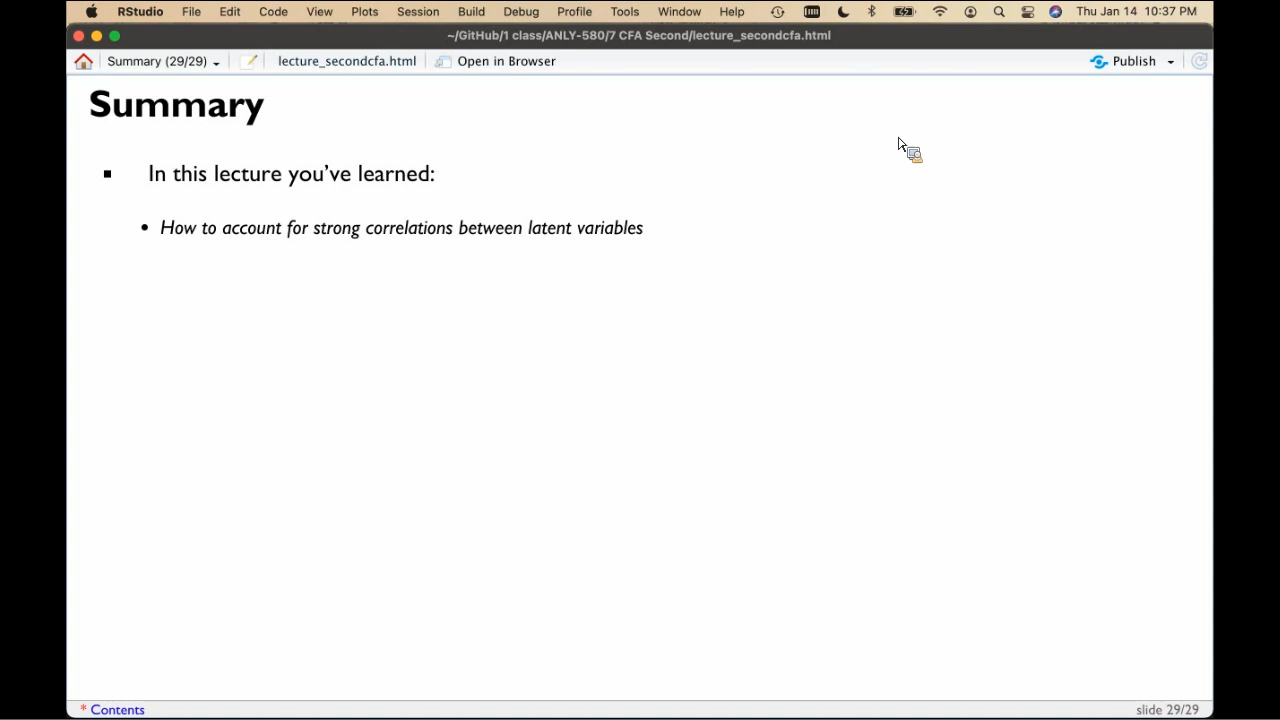 RStudio File Edit Code View Plots Session Build Debug Profile Tools Window Help Thu Jan 14 10:37 PM
~/GitHub/1 class/ANLY-580/7 CFA Second/lecture_secondcfa.html
Summary (29/29) lecture_secondcfa.html Open in Browser Publish
Summary
In this lecture you've learned:
How to account for strong correlations between latent variables
* Contents slide 29/29